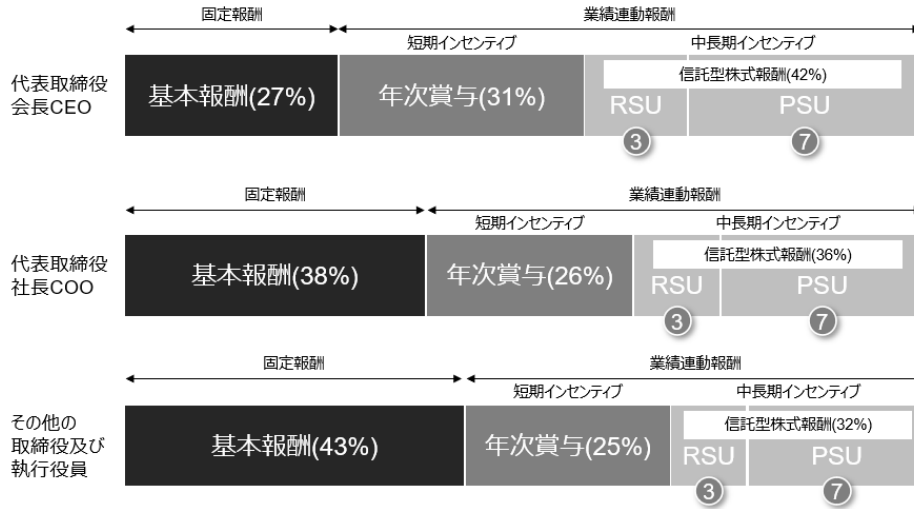 固定報酬
業績連動報酬
短期インセンティブ
中長期インセンティブ
代表取締役
会長CEO
基本報酬(27%)
年次賞与(31%)
信託型株式報酬(42%)
RSU
PSU
3
7
固定報酬
業績連動報酬
短期インセンティブ
中長期インセンティブ
代表取締役
社長COO
基本報酬(38%)
年次賞与(26%)
信託型株式報酬(36%)
RSU
PSU
3
7
固定報酬
業績連動報酬
短期インセンティブ
中長期インセンティブ
その他の
取締役及び
執行役員
基本報酬(43%)
年次賞与(25%)
信託型株式報酬(32%)
RSU
PSU
3
7